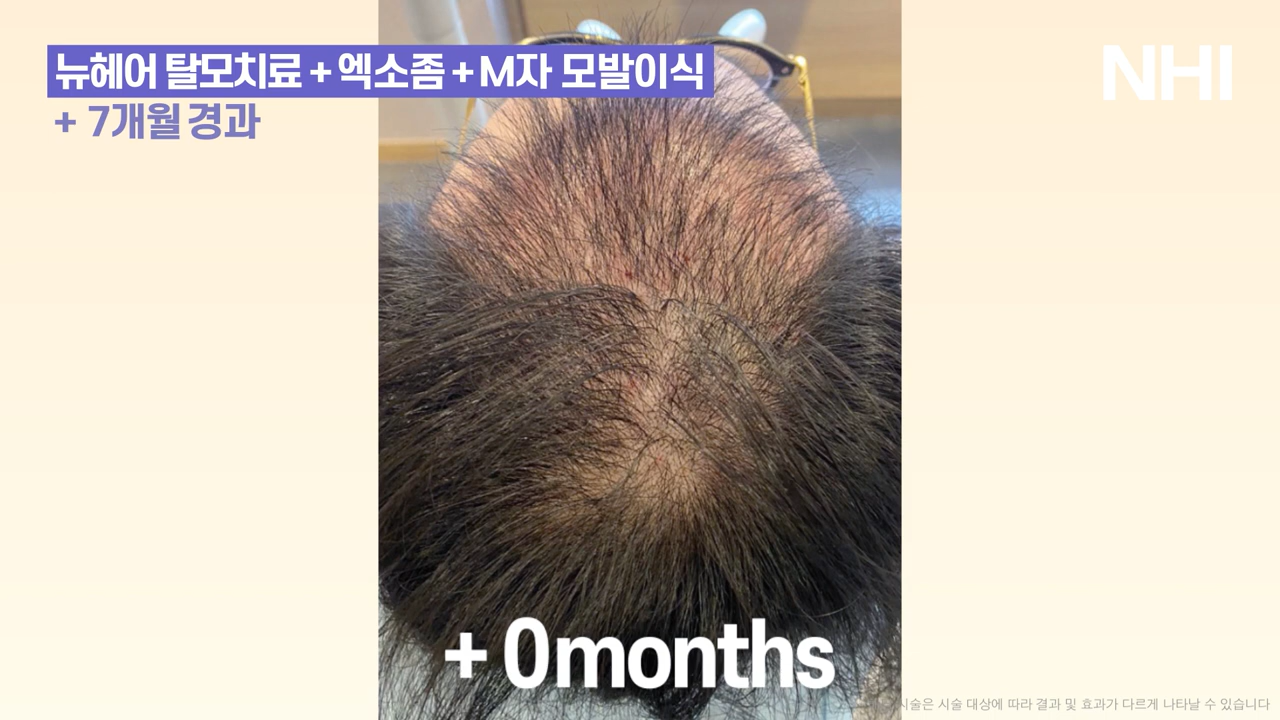 뉴헤어 탈모치료 + 엑소좀 + M자 모발이식
+ 7개월 경과
NHI
+ 0months
시술은 시술 대상에 따라 결과 및 효과가 다르게 나타날 수 있습니다